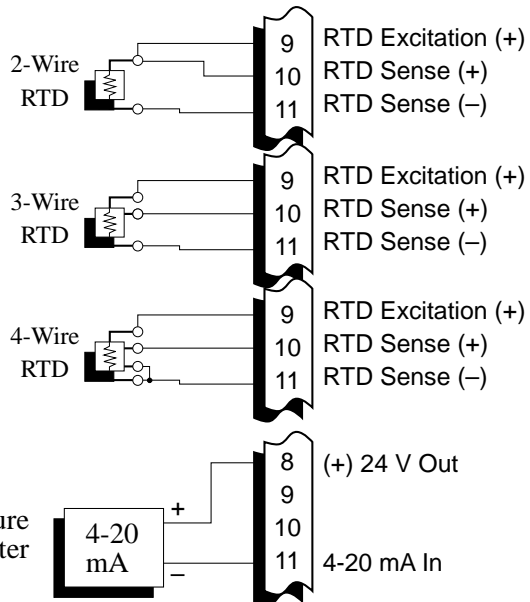 2-Wire
RTD
9 RTD Excitation (+)
10 RTD Sense (+)
11 RTD Sense (–)
3-Wire
RTD
9 RTD Excitation (+)
10 RTD Sense (+)
11 RTD Sense (–)
4-Wire
RTD
9 RTD Excitation (+)
10 RTD Sense (+)
11 RTD Sense (–)
4-20
mA
+
–
8 (+) 24 V Out
9
10
11 4-20 mA In